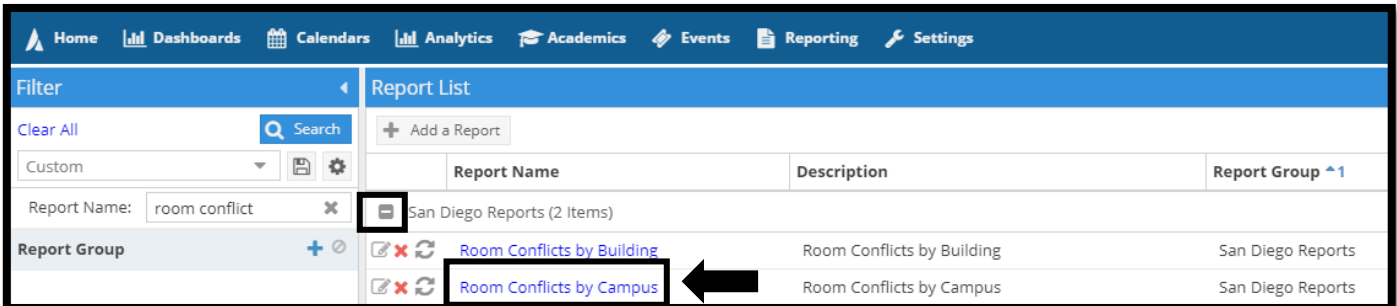 Home Dashboards Calendars Analytics Academics Events Reporting Settings
Filter
Clear All
Search
Custom
Report Name: room conflict
Report Group
Report List
Add a Report
Report Name Description Report Group 1
San Diego Reports (2 Items)
Room Conflicts by Building Room Conflicts by Building San Diego Reports
Room Conflicts by Campus Room Conflicts by Campus San Diego Reports